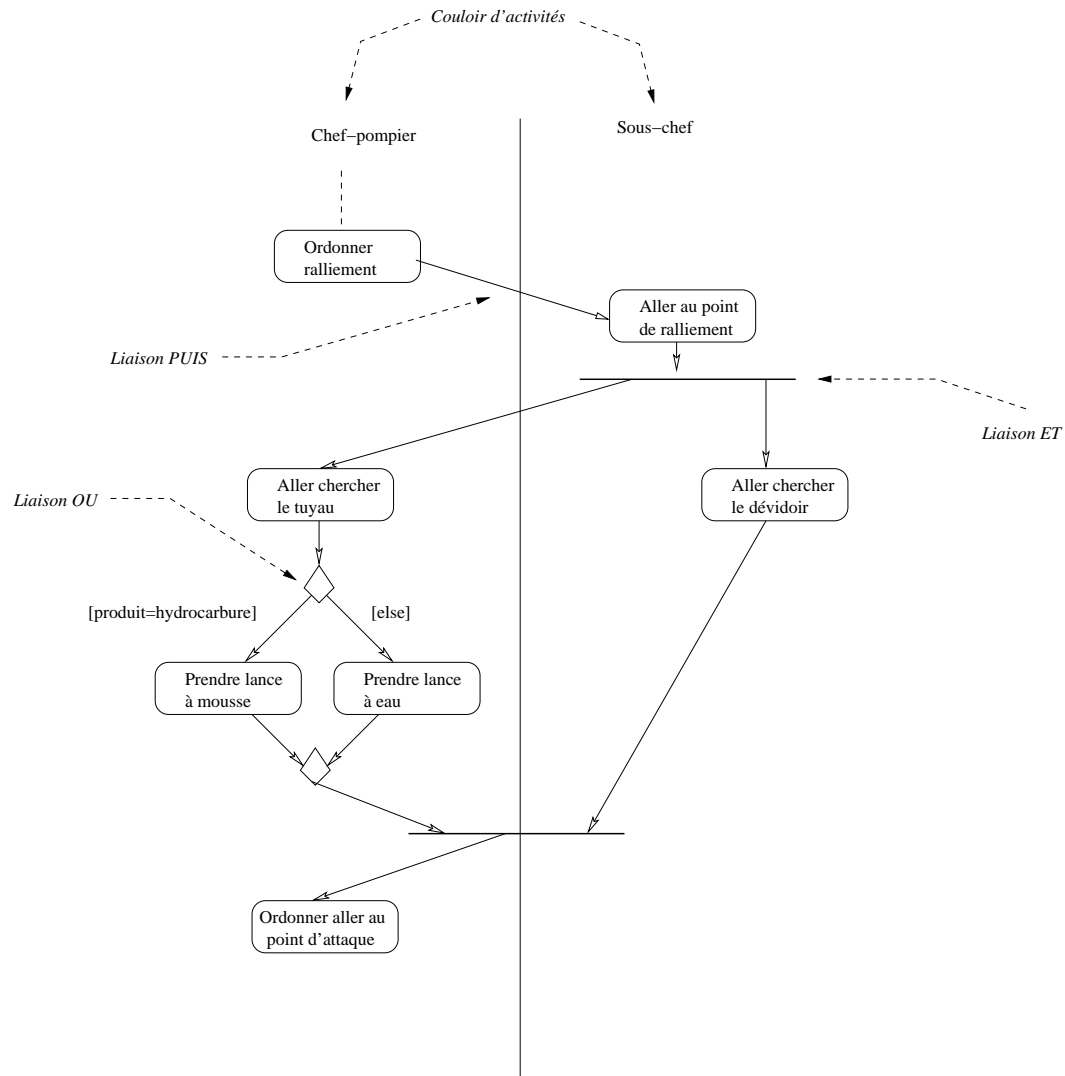 Couloir d'activités
Chef−pompier
Sous−chef
Ordonner
ralliement
Aller au point
de ralliement
Liaison PUIS
Liaison ET
Aller chercher
le tuyau
Aller chercher
le dévidoir
Liaison OU
[produit=hydrocarbure]
[else]
Prendre lance
à mousse
Prendre lance
à eau
Ordonner aller au
point d'attaque